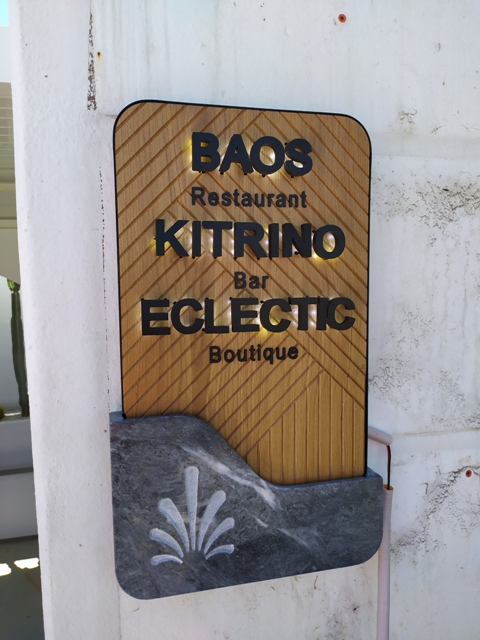 BAOS
Restaurant
KITRINO
Bar
ECLECTIC
Boutique